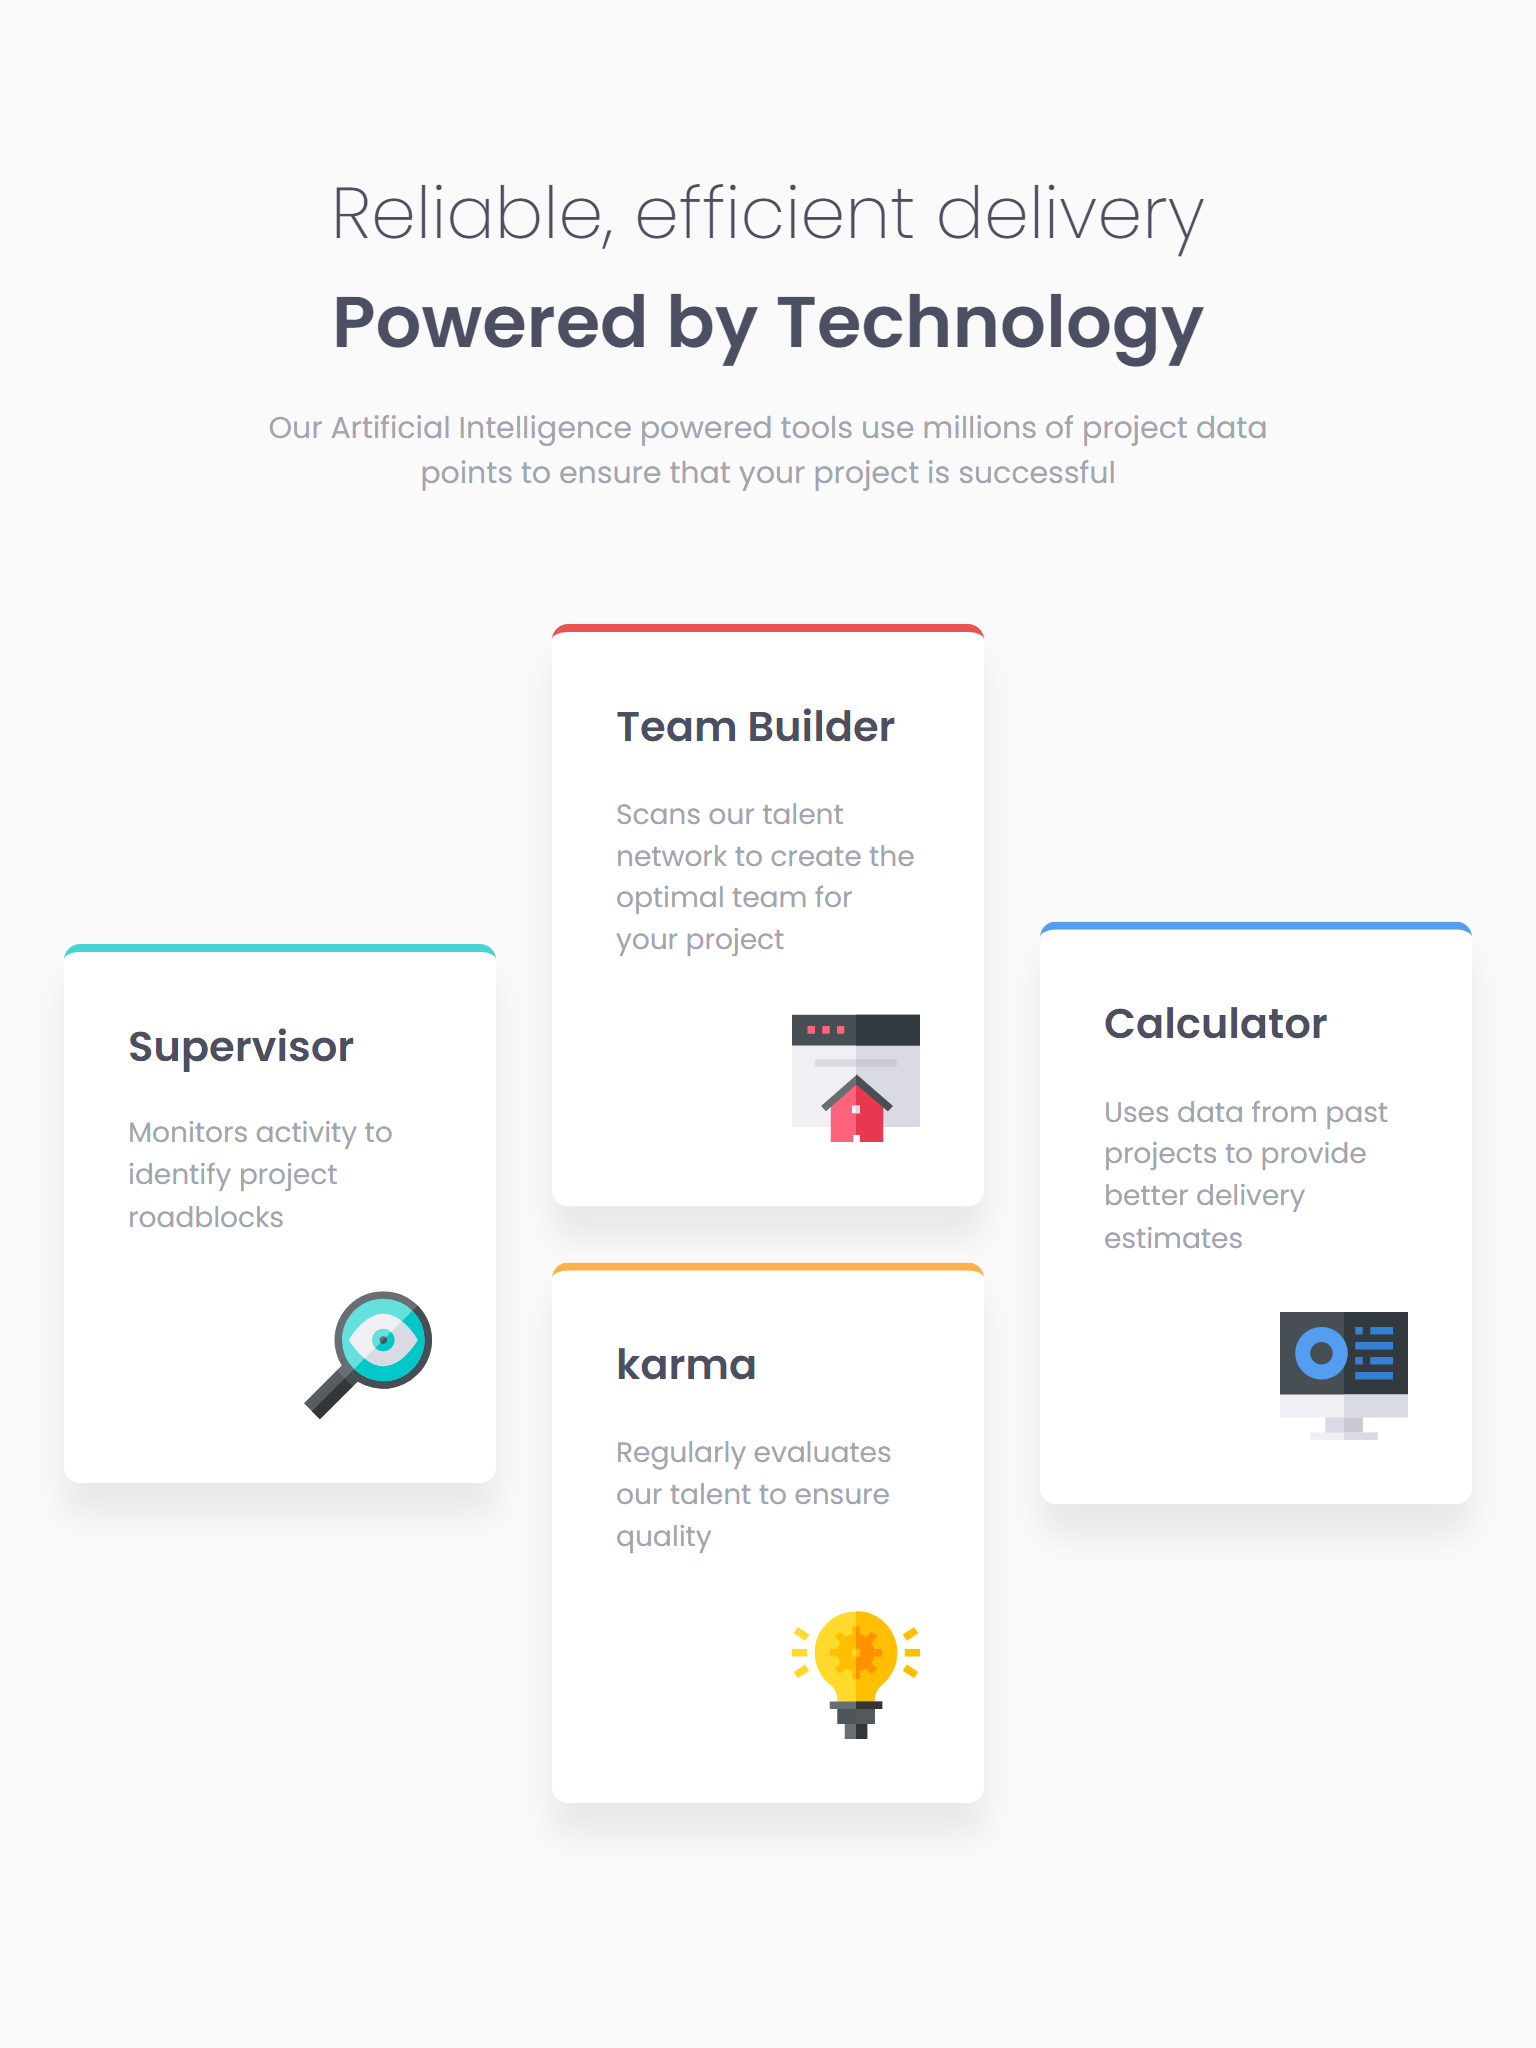 Reliable, efficient delivery
Powered by Technology
Our Artificial Intelligence powered tools use millions of project data
points to ensure that your project is successful
Supervisor
Monitors activity to
identify project
roadblocks
Team Builder
Scans our talent
network to create the
optimal team for
your project
karma
Regularly evaluates
our talent to ensure
quality
Calculator
Uses data from past
projects to provide
better delivery
estimates